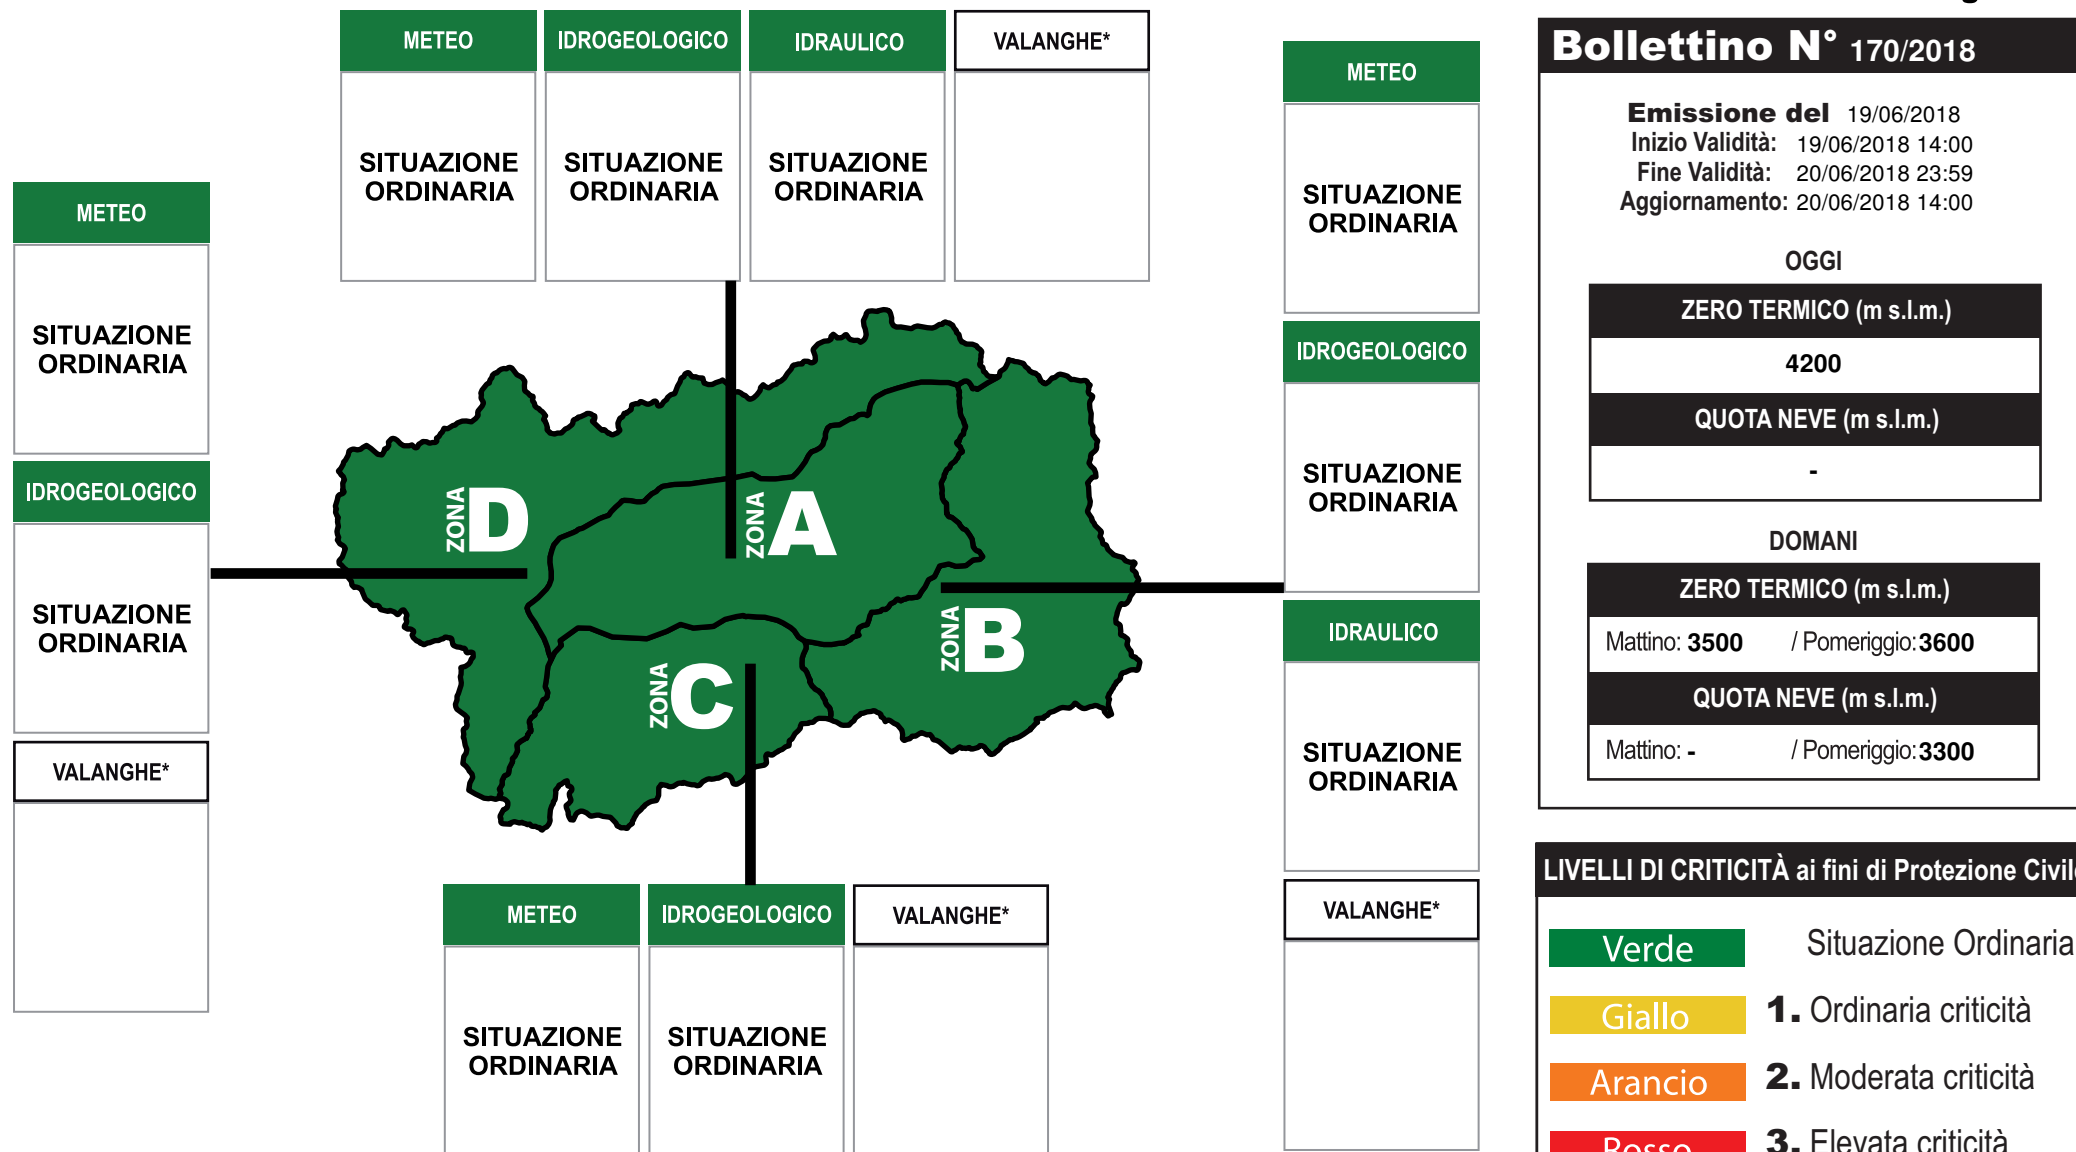 METEO IDROGEOLOGICO IDRAULICO VALANGHE*
SITUAZIONE ORDINARIA
SITUAZIONE ORDINARIA
SITUAZIONE ORDINARIA
METEO
SITUAZIONE
ORDINARIA
IDROGEOLOGICO
SITUAZIONE
ORDINARIA
VALANGHE*
ZONA D
ZONA A
ZONA B
ZONA C
METEO
SITUAZIONE
ORDINARIA
IDROGEOLOGICO
SITUAZIONE
ORDINARIA
IDRAULICO
SITUAZIONE
ORDINARIA
VALANGHE*
METEO IDROGEOLOGICO VALANGHE*
SITUAZIONE ORDINARIA
SITUAZIONE ORDINARIA
Bollettino N° 170/2018
Emissione del 19/06/2018
Inizio Validità: 19/06/2018 14:00
Fine Validità: 20/06/2018 23:59
Aggiornamento: 20/06/2018 14:00
OGGI
ZERO TERMICO (m s.l.m.)
4200
QUOTA NEVE (m s.l.m.)
-
DOMANI
ZERO TERMICO (m s.l.m.)
Mattino: 3500 / Pomeriggio: 3600
QUOTA NEVE (m s.l.m.)
Mattino: - / Pomeriggio: 3300
LIVELLI DI CRITICITÀ ai fini di Protezione Civile
Verde Situazione Ordinaria
Giallo 1. Ordinaria criticità
Arancio 2. Moderata criticità
Rosso 3. Elevata criticità